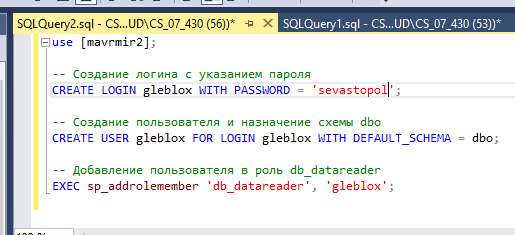 SQLQuery2.sql - CS...UD\CS_07_430 (56))* SQLQuery1.sql - CS...UD\CS_07_430 (53))*
use [mavrmir2];
-- Создание логина с указанием пароля
CREATE LOGIN gleblox WITH PASSWORD = 'sevastopol';
-- Создание пользователя и назначение схемы dbo
CREATE USER gleblox FOR LOGIN gleblox WITH DEFAULT_SCHEMA = dbo;
-- Добавление пользователя в роль db_datareader
EXEC sp_addrolemember 'db_datareader', 'gleblox';